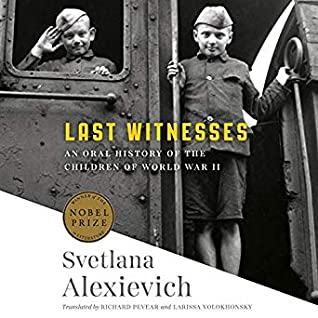 LAST WITNESSES
AN ORAL HISTORY OF THE
CHILDREN OF WORLD WAR II
WINNER OF THE
NOBEL
PRIZE
IN LITERATURE
Svetlana
Alexievich
Translated by RICHARD PEVEAR and LARISSA VOLOKHONSKY